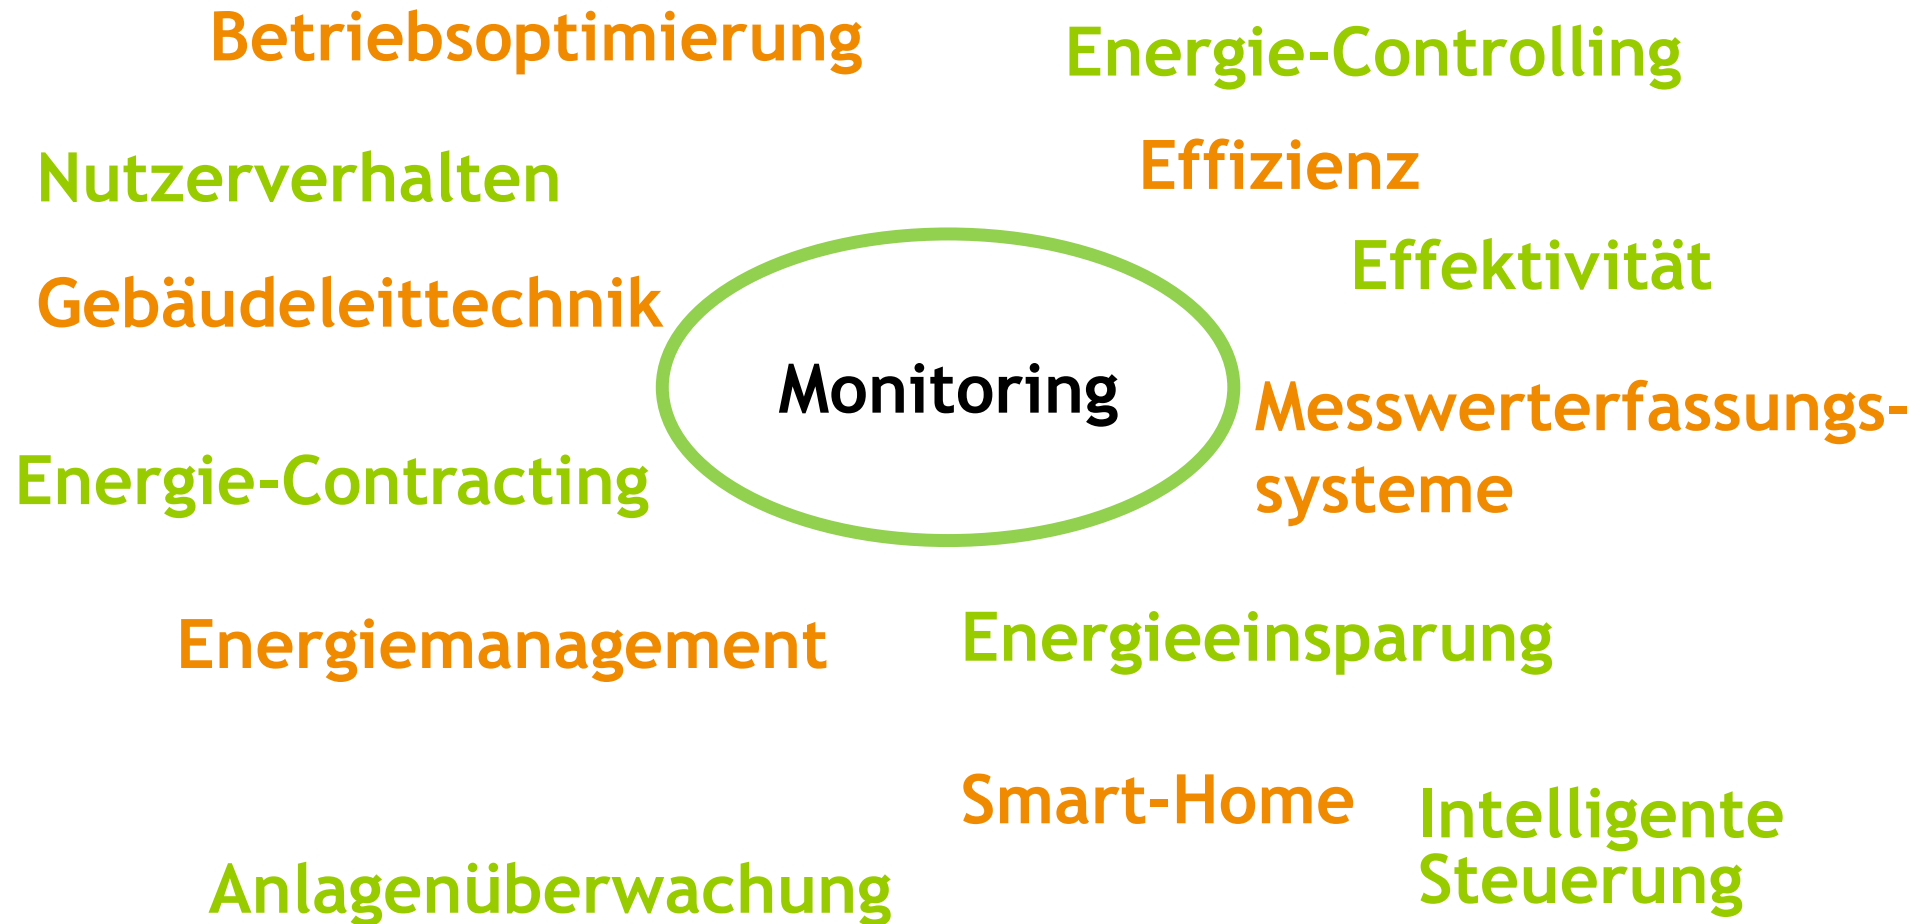 Betriebsoptimierung
Energie-Controlling
Nutzerverhalten
Effizienz
Effektivität
Gebäudeleittechnik
Monitoring
Messwerterfassungs-
systeme
Energie-Contracting
Energiemanagement
Energieeinsparung
Smart-Home
Intelligente
Steuerung
Anlagenüberwachung